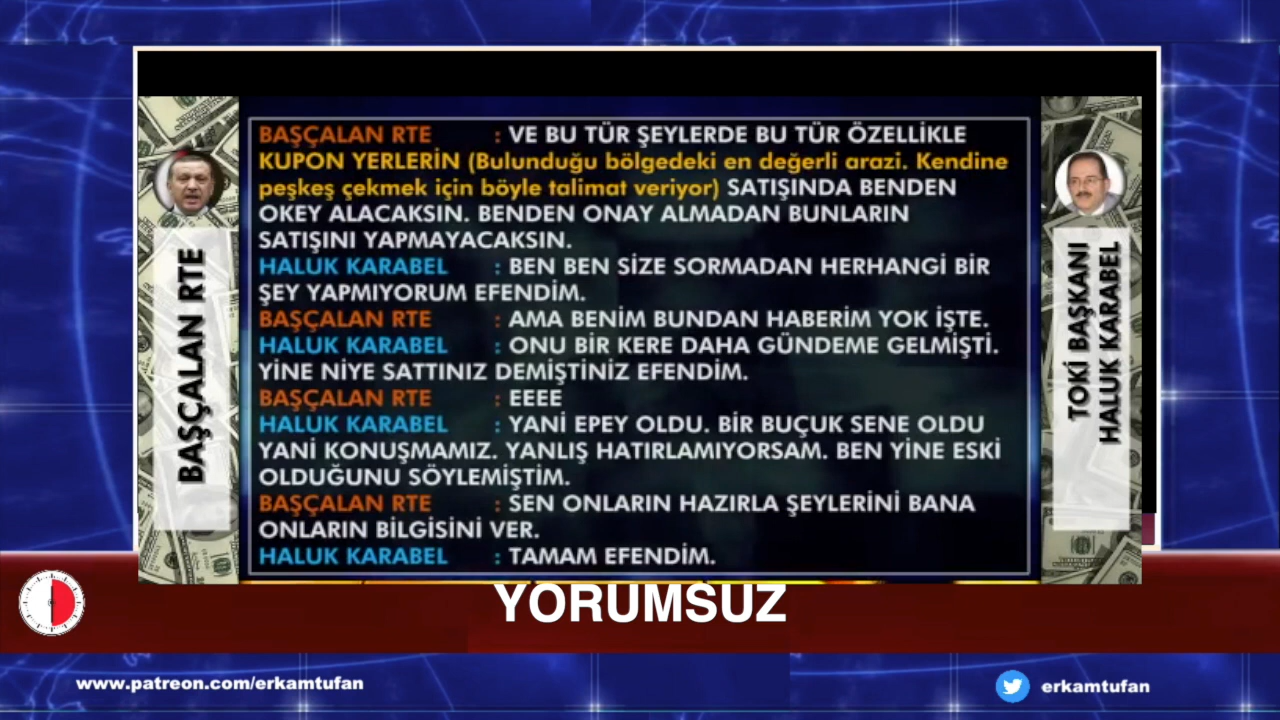 BAŞÇALAN RTE : VE BU TÜR ŞEYLERDE BU TÜR ÖZELLİKLE
KUPON YERLERİN (Bulunduğu bölgedeki en değerli arazi. Kendine
peşkeş çekmek için böyle talimat veriyor) SATIŞINDA BENDEN
OKEY ALACAKSIN. BENDEN ONAY ALMADAN BUNLARIN
SATIŞINI YAPMAYACAKSIN.
HALUK KARABEL : BEN BEN SİZE SORMADAN HERHANGİ BİR
ŞEY YAPMIYORUM EFENDİM.
BAŞÇALAN RTE : AMA BENİM BUNDAN HABERİM YOK İŞTE.
HALUK KARABEL : ONU BİR KERE DAHA GÜNDEME GELMİŞTİ.
YİNE NİYE SATTINIZ DEMİŞTİNİZ EFENDİM.
BAŞÇALAN RTE : EEEE
HALUK KARABEL : YANİ EPEY OLDU. BİR BUÇUK SENE OLDU
YANİ KONUŞMAMIZ. YANLIŞ HATIRLAMIYORSAM. BEN YİNE ESKİ
OLDUĞUNU SÖYLEMİŞTİM.
BAŞÇALAN RTE : SEN ONLARIN HAZIRLA ŞEYLERİNİ BANA
ONLARIN BİLGİSİNİ VER.
HALUK KARABEL : TAMAM EFENDİM.
BAŞÇALAN RTE
TOKİ BAŞKANI
HALUK KARABEL
YORUMSUZ
www.patreon.com/erkamtufan
erkamtufan